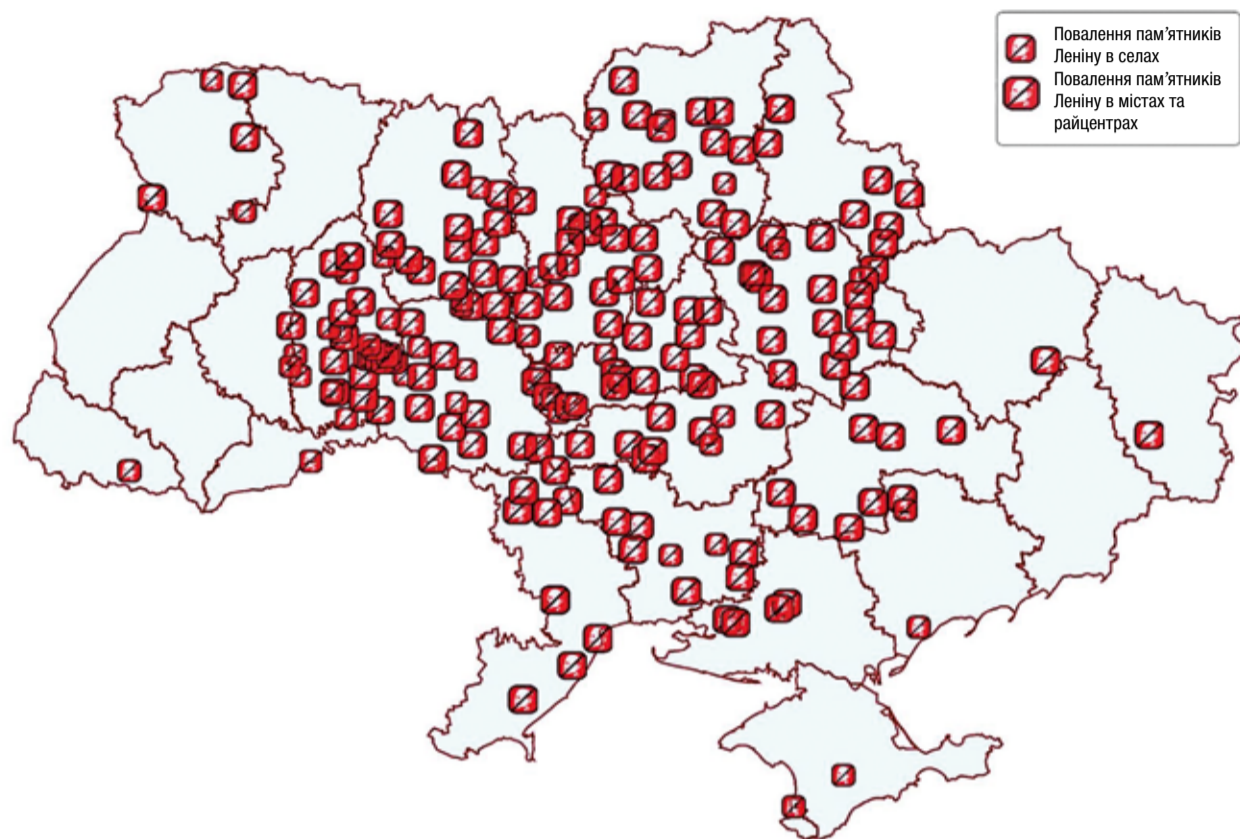 Повалення пам’ятників
Леніну в селах
Повалення пам’ятників
Леніну в містах та
райцентрах